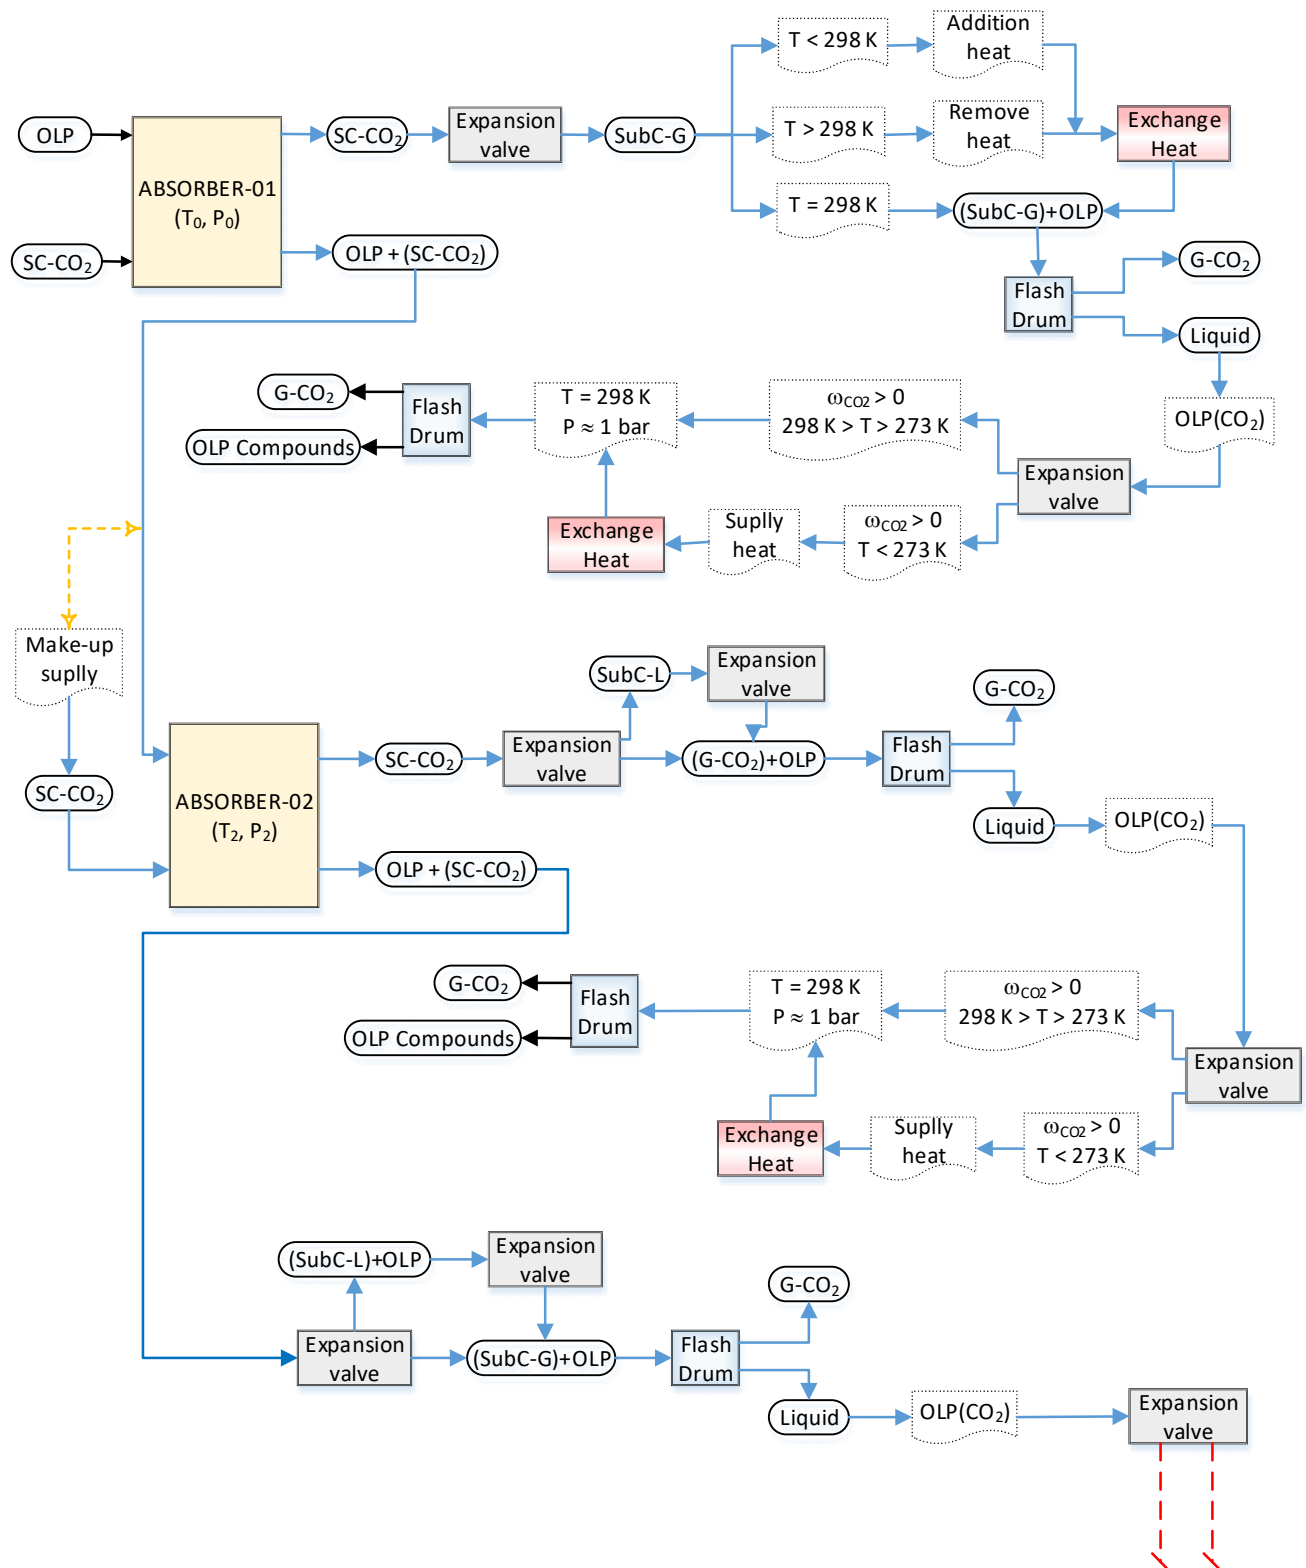 OLP
SC-CO₂
ABSORBER-01
(T₀, P₀)
SC-CO₂
OLP + (SC-CO₂)
Expansion
valve
SubC-G
T < 298 K
Addition
heat
T > 298 K
Remove
heat
T = 298 K
Exchange
Heat
(SubC-G)+OLP
Flash
Drum
G-CO₂
Liquid
OLP(CO₂)
Expansion
valve
ω_CO2 > 0
298 K > T > 273 K
ω_CO2 > 0
T < 273 K
Suplly
heat
Exchange
Heat
T = 298 K
P ≈ 1 bar
Flash
Drum
G-CO₂
OLP Compounds
Make-up
suplly
SC-CO₂
ABSORBER-02
(T₂, P₂)
SC-CO₂
OLP + (SC-CO₂)
Expansion
valve
SubC-L
Expansion
valve
(G-CO₂)+OLP
Flash
Drum
G-CO₂
Liquid
OLP(CO₂)
Expansion
valve
ω_CO2 > 0
298 K > T > 273 K
ω_CO2 > 0
T < 273 K
Suplly
heat
Exchange
Heat
T = 298 K
P ≈ 1 bar
Flash
Drum
G-CO₂
OLP Compounds
Expansion
valve
(SubC-L)+OLP
Expansion
valve
(SubC-G)+OLP
Flash
Drum
G-CO₂
Liquid
OLP(CO₂)
Expansion
valve